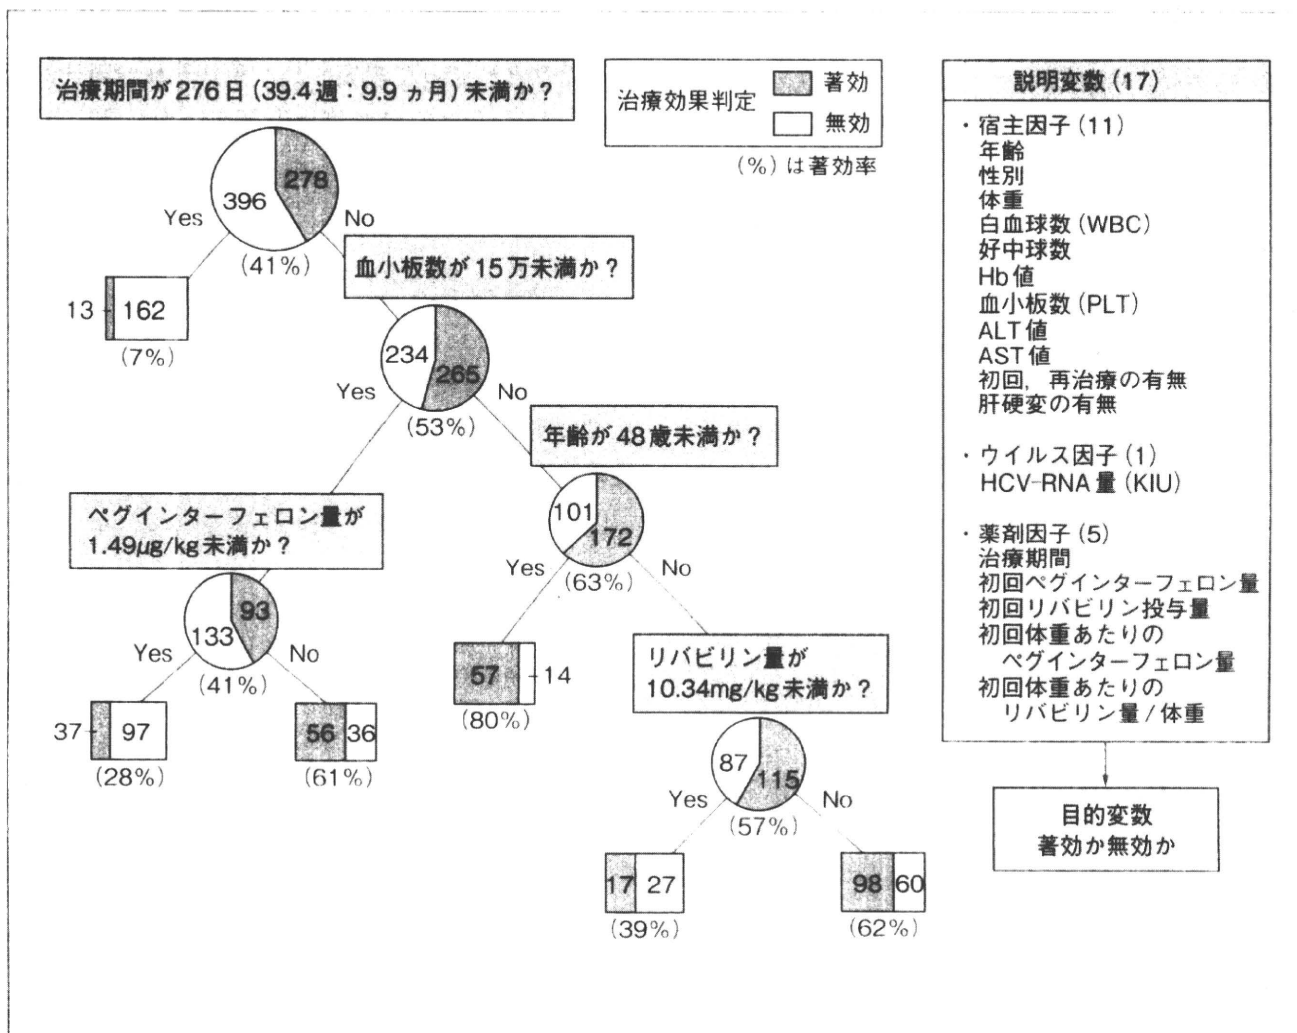 治療期間が276日(39.4週：9.9ヵ月)未満か？
治療効果判定
著効
無効
(%)は著効率
396
278
Yes
No
(41%)
13
162
(7%)
血小板数が15万未満か？
234
265
Yes
No
(53%)
ペグインターフェロン量が
1.49μg/kg未満か？
133
93
Yes
No
(41%)
37
97
(28%)
56
36
(61%)
年齢が48歳未満か？
101
172
Yes
No
(63%)
57
14
(80%)
リバビリン量が
10.34mg/kg未満か？
87
115
Yes
No
(57%)
17
27
(39%)
98
60
(62%)
説明変数(17)
・宿主因子(11)
年齢
性別
体重
白血球数(WBC)
好中球数
Hb値
血小板数(PLT)
ALT値
AST値
初回，再治療の有無
肝硬変の有無
・ウイルス因子(1)
HCV-RNA量(KIU)
・薬剤因子(5)
治療期間
初回ペグインターフェロン量
初回リバビリン投与量
初回体重あたりの
ペグインターフェロン量
初回体重あたりの
リバビリン量/体重
目的変数
著効か無効か